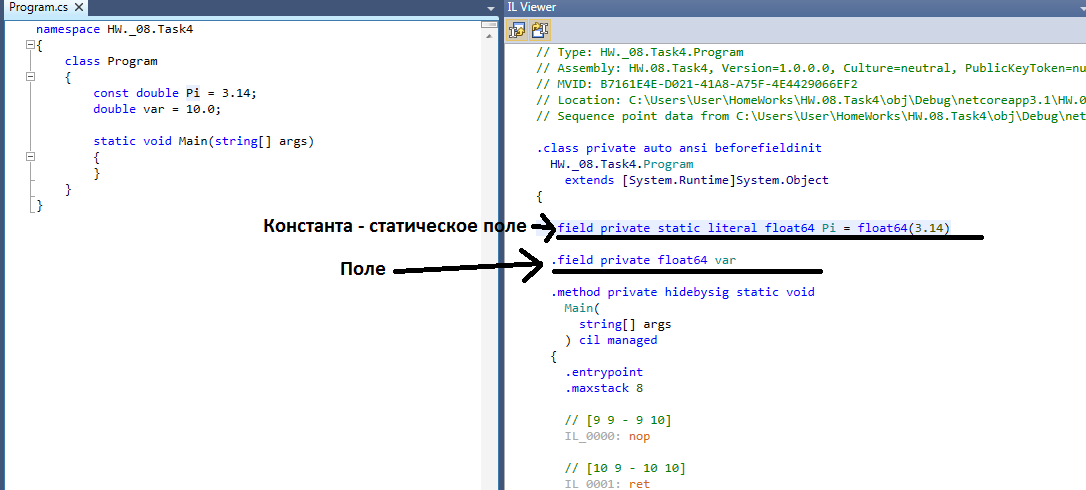 Program.cs
namespace HW._08.Task4
{
class Program
{
const double Pi = 3.14;
double var = 10.0;
static void Main(string[] args)
{
}
}
}
IL Viewer
// Type: HW._08.Task4.Program
// Assembly: HW.08.Task4, Version=1.0.0.0, Culture=neutral, PublicKeyToken=nu
// MVID: B7161E4E-D021-41A8-A75F-4E4429066EF2
// Location: C:\Users\User\HomeWorks\HW.08.Task4\obj\Debug\netcoreapp3.1\HW.0
// Sequence point data from C:\Users\User\HomeWorks\HW.08.Task4\obj\Debug\net
.class private auto ansi beforefieldinit
HW._08.Task4.Program
extends [System.Runtime]System.Object
{
Константа - статическое поле
.field private static literal float64 Pi = float64(3.14)
Поле
.field private float64 var
.method private hidebysig static void
Main(
string[] args
) cil managed
{
.entrypoint
.maxstack 8
// [9 9 - 9 10]
IL_0000: nop
// [10 9 - 10 10]
IL_0001: ret